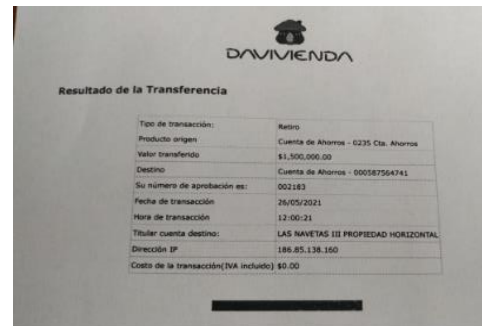 DAVIVIENDA
Resultado de la Transferencia
Tipo de transacción: Retiro
Producto origen Cuenta de Ahorros - 0235 Cta. Ahorros
Valor transferido $1,500,000.00
Destino Cuenta de Ahorros - 000587564741
Su número de aprobación es: 002183
Fecha de transacción 26/05/2021
Hora de transacción 12:00:21
Titular cuenta destino: LAS NAVETAS III PROPIEDAD HORIZONTAL
Dirección IP 186.85.138.160
Costo de la transacción(IVA incluido) $0.00